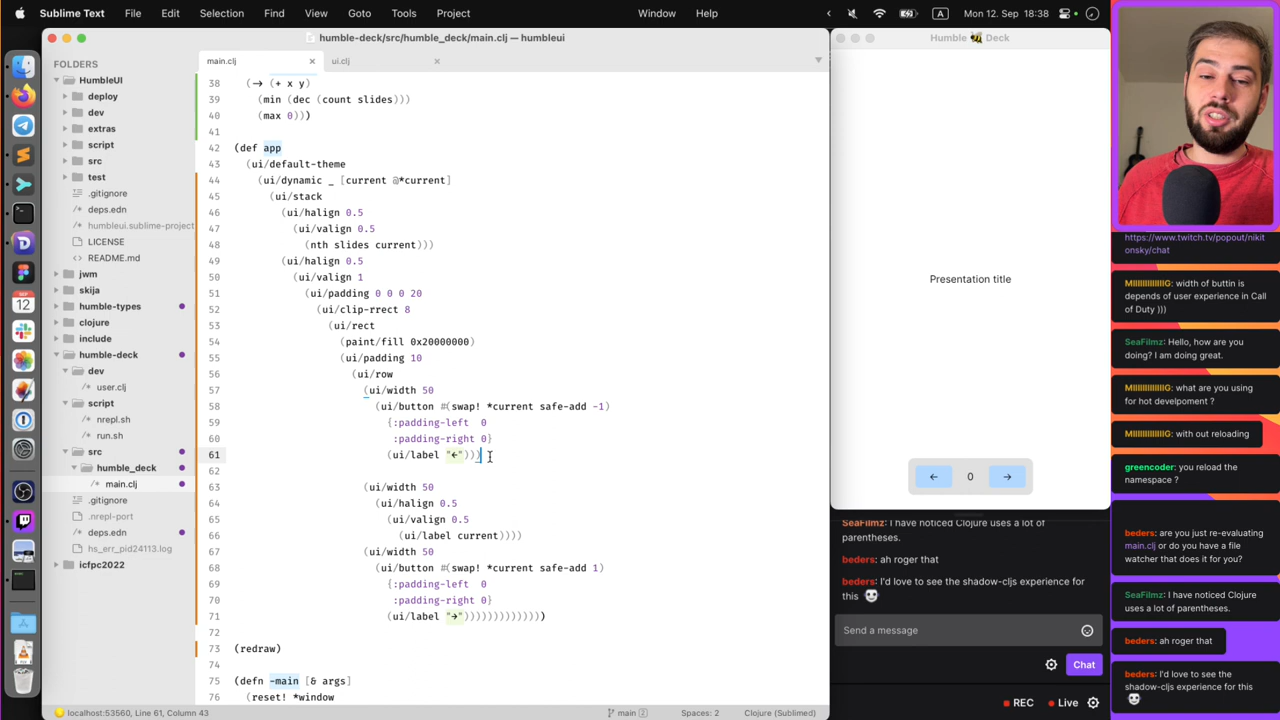 Sublime Text File Edit Selection Find View Goto Tools Project Window Help A Mon 12. Sep 18:38
humble-deck/src/humble_deck/main.clj — humbleui
FOLDERS
HumbleUI
deploy
dev
extras
script
src
test
.gitignore
deps.edn
humbleui.sublime-project
LICENSE
README.md
jwm
skija
humble-types
clojure
include
humble-deck
dev
user.clj
script
nrepl.sh
run.sh
src
humble_deck
main.clj
.gitignore
.nrepl-port
deps.edn
hs_err_pid24113.log
icfpc2022
main.clj ui.clj
38 (-> (+ x y)
39 (min (dec (count slides)))
40 (max 0)))
41
42 (def app
43 (ui/default-theme
44 (ui/dynamic _ [current @*current]
45 (ui/stack
46 (ui/halign 0.5
47 (ui/valign 0.5
48 (nth slides current)))
49 (ui/halign 0.5
50 (ui/valign 1
51 (ui/padding 0 0 0 20
52 (ui/clip-rrect 8
53 (ui/rect
54 (paint/fill 0x20000000)
55 (ui/padding 10
56 (ui/row
57 (ui/width 50
58 (ui/button #(swap! *current safe-add -1)
59 {:padding-left 0
60 :padding-right 0}
61 (ui/label "←")))
62
63 (ui/width 50
64 (ui/halign 0.5
65 (ui/valign 0.5
66 (ui/label current))))
67 (ui/width 50
68 (ui/button #(swap! *current safe-add 1)
69 {:padding-left 0
70 :padding-right 0}
71 (ui/label "→")))))))))))))
72
73 (redraw)
74
75 (defn -main [& args]
76 (reset! *window
localhost:53560, Line 61, Column 43 main 2 Spaces: 2 Clojure (Sublimed)
Humble 🐝 Deck
Presentation title
← 0 →
SeaFilmz: I have noticed Clojure uses a lot of
parentheses.
beders: ah roger that
beders: I'd love to see the shadow-cljs experience for
this
Send a message
Chat
REC Live
https://www.twitch.tv/popout/nikit
onsky/chat
MIIIIIIIIIIIG: width of buttin is
depends of user experience in Call
of Duty )))
SeaFilmz: Hello, how are you
doing? I am doing great.
MIIIIIIIIIIIG: what are you using
for hot develpoment ?
MIIIIIIIIIIIG: with out reloading
greencoder: you reload the
namespace ?
beders: are you just re-evaluating
main.clj or do you have a file
watcher that does it for you?
SeaFilmz: I have noticed Clojure
uses a lot of parentheses.
beders: ah roger that
beders: I'd love to see the
shadow-cljs experience for this